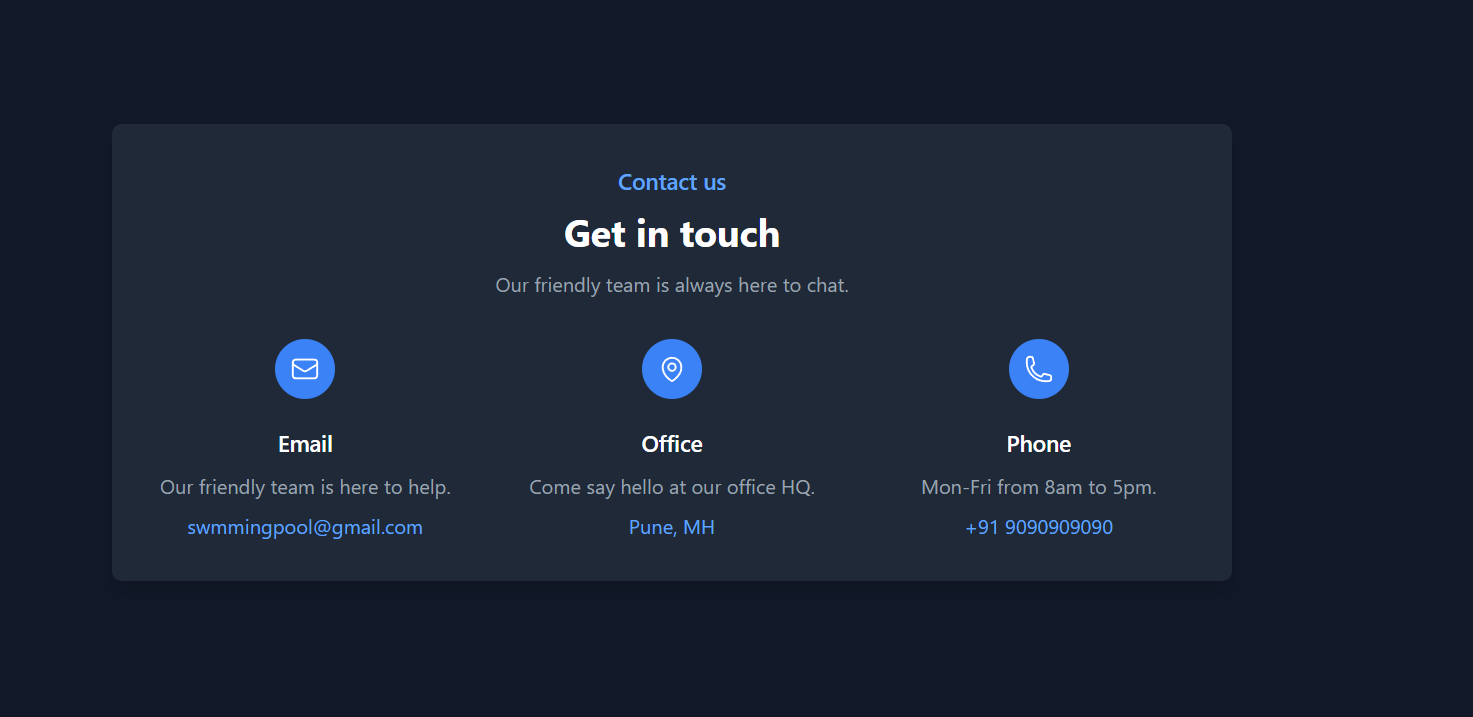 Contact us
Get in touch
Our friendly team is always here to chat.
Email
Our friendly team is here to help.
swmmingpool@gmail.com
Office
Come say hello at our office HQ.
Pune, MH
Phone
Mon-Fri from 8am to 5pm.
+91 9090909090